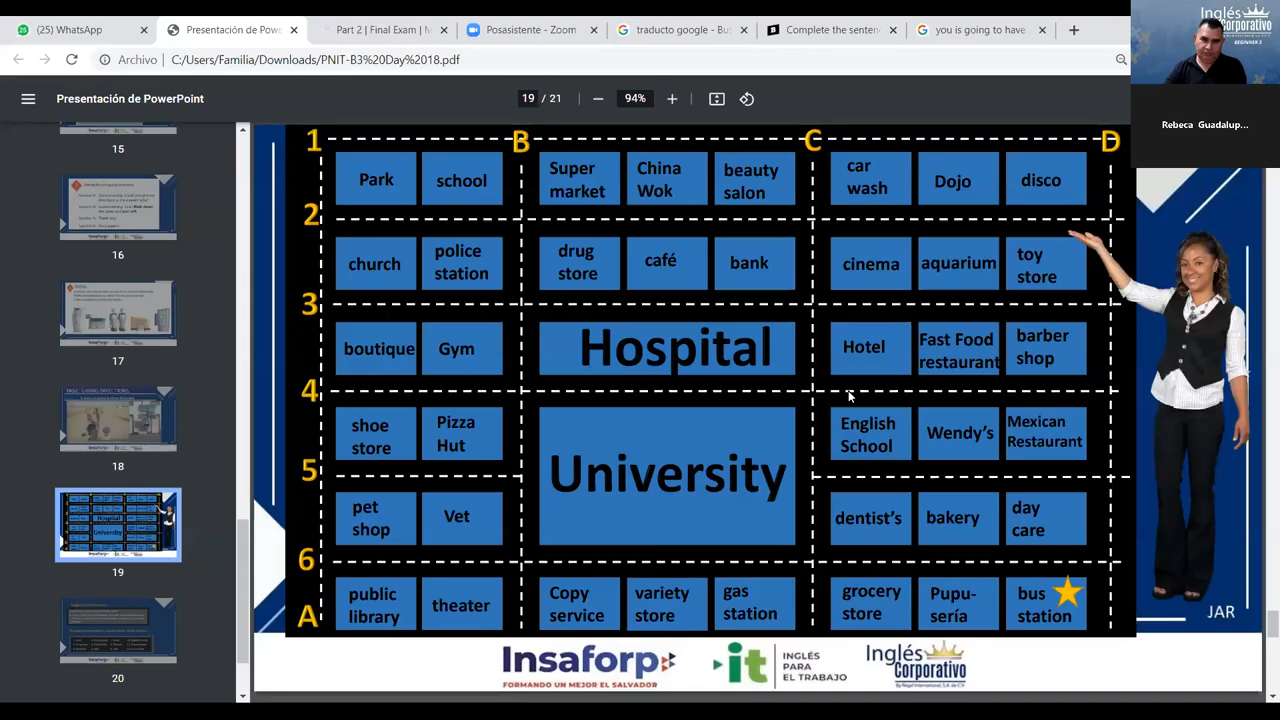 (25) WhatsApp
Presentación de PowerPoint
Part 2 | Final Exam | M
Posasistente - Zoom
traducto google - Bus
Complete the senten
you is going to have
Archivo
C:/Users/Familia/Downloads/PNIT-B3%20Day%2018.pdf
Presentación de PowerPoint
19 / 21
94%
Inglés
Corporativo
BEGINNER 3
Rebeca Guadalup...
15
16
17
18
19
20
1
B
C
D
Park
school
Super
market
China
Wok
beauty
salon
car
wash
Dojo
disco
2
church
police
station
drug
store
café
bank
cinema
aquarium
toy
store
3
boutique
Gym
Hospital
Hotel
Fast Food
restaurant
barber
shop
4
shoe
store
Pizza
Hut
University
English
School
Wendy's
Mexican
Restaurant
5
pet
shop
Vet
dentist's
bakery
day
care
6
public
library
theater
Copy
service
variety
store
gas
station
grocery
store
Pupu-
seria
bus
station
A
JAR
Insaforp
FORMANDO UN MEJOR EL SALVADOR
it
INGLÉS
PARA
EL TRABAJO
Inglés
Corporativo